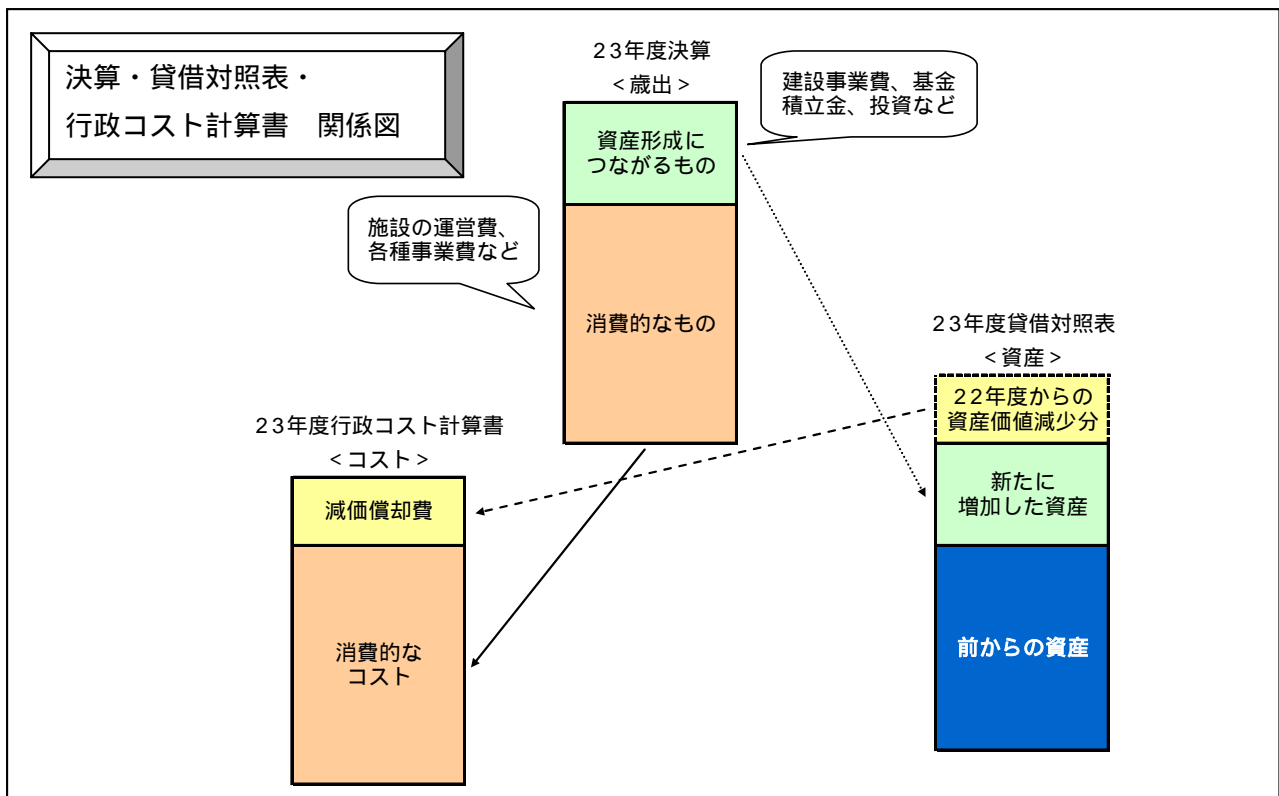 決算・貸借対照表・
行政コスト計算書　関係図
23年度決算
＜歳出＞
建設事業費、基金
積立金、投資など
資産形成に
つながるもの
施設の運営費、
各種事業費など
消費的なもの
23年度貸借対照表
＜資産＞
22年度からの
資産価値減少分
新たに
増加した資産
前からの資産
23年度行政コスト計算書
＜コスト＞
減価償却費
消費的な
コスト